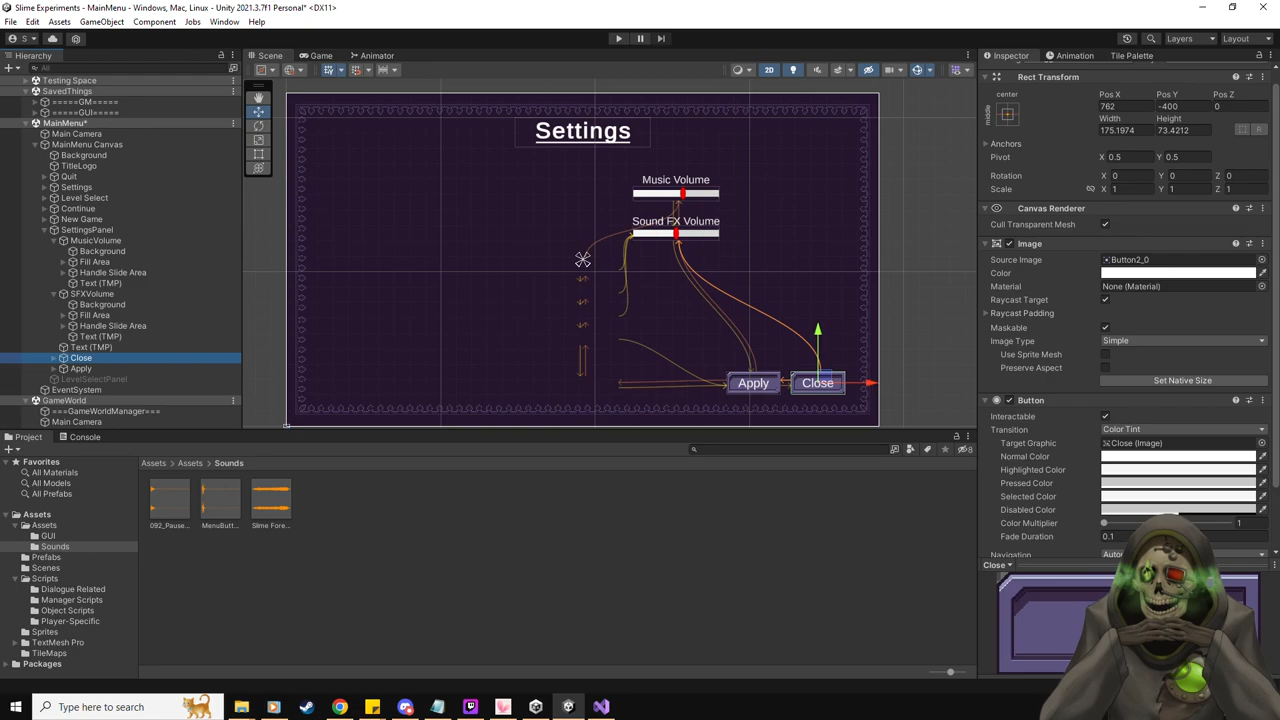 Slime Experiments - MainMenu - Windows, Mac, Linux - Unity 2021.3.7f1 Personal* <DX11>
File Edit Assets GameObject Component Jobs Window Help
S Layers Layout
Hierarchy
All
Testing Space
SavedThings
=====GM=====
=====GUI=====
MainMenu*
Main Camera
MainMenu Canvas
Background
TitleLogo
Quit
Settings
Level Select
Continue
New Game
SettingsPanel
MusicVolume
Background
Fill Area
Handle Slide Area
Text (TMP)
SFXVolume
Background
Fill Area
Handle Slide Area
Text (TMP)
Text (TMP)
Close
Apply
LevelSelectPanel
EventSystem
GameWorld
===GameWorldManager===
Main Camera
Scene Game Animator
2D
Settings
Music Volume
Sound FX Volume
Apply Close
Inspector Animation Tile Palette
Rect Transform
center Pos X Pos Y Pos Z
middle 762 -400 0
Width Height
175.1974 73.4212 R
Anchors
Pivot X 0.5 Y 0.5
Rotation X 0 Y 0 Z 0
Scale X 1 Y 1 Z 1
Canvas Renderer
Cull Transparent Mesh
Image
Source Image Button2_0
Color
Material None (Material)
Raycast Target
Raycast Padding
Maskable
Image Type Simple
Use Sprite Mesh
Preserve Aspect
Set Native Size
Button
Interactable
Transition Color Tint
Target Graphic Close (Image)
Normal Color
Highlighted Color
Pressed Color
Selected Color
Disabled Color
Color Multiplier 1
Fade Duration 0.1
Navigation
Close
Project Console
8
Favorites
All Materials
All Models
All Prefabs
Assets
Assets
GUI
Sounds
Prefabs
Scenes
Scripts
Dialogue Related
Manager Scripts
Object Scripts
Player-Specific
Sprites
TextMesh Pro
TileMaps
Packages
Assets Assets Sounds
092_Pause... MenuButt... Slime Fore...
Type here to search